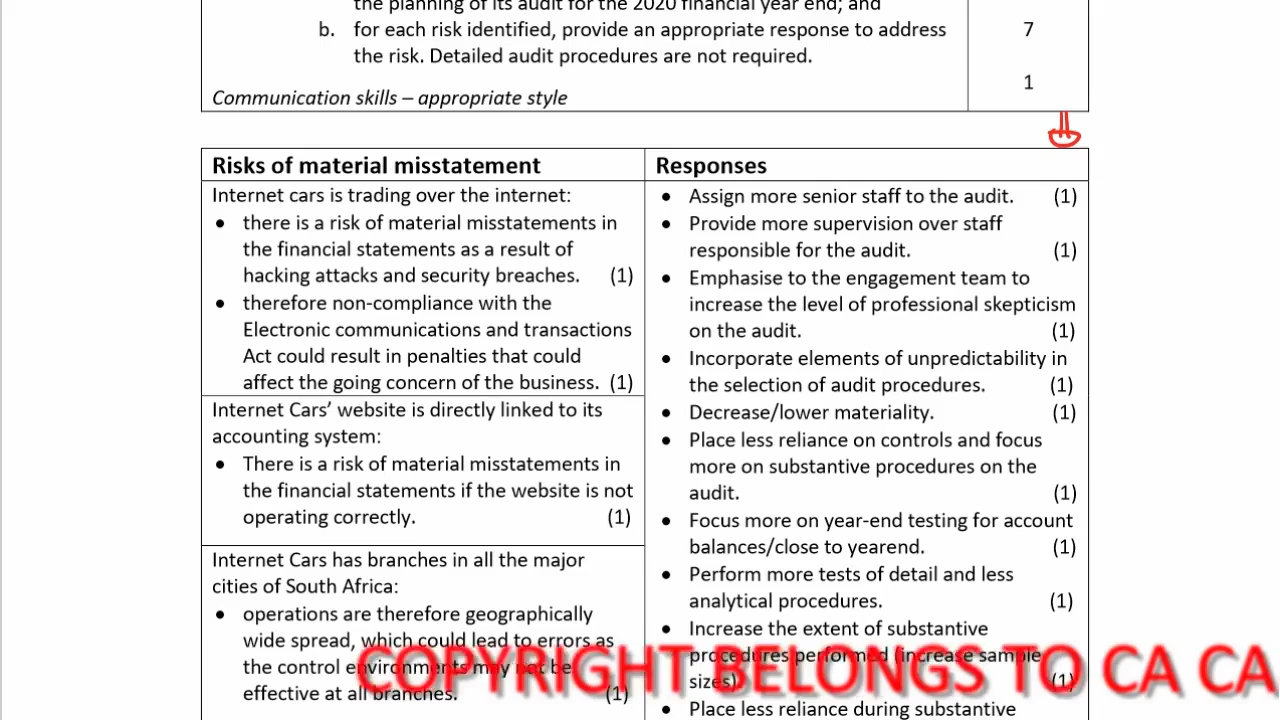 the planning of its audit for the 2020 financial year end; and
b. for each risk identified, provide an appropriate response to address
the risk. Detailed audit procedures are not required.
7
Communication skills – appropriate style
1
Risks of material misstatement
Internet cars is trading over the internet:
• there is a risk of material misstatements in
the financial statements as a result of
hacking attacks and security breaches. (1)
• therefore non-compliance with the
Electronic communications and transactions
Act could result in penalties that could
affect the going concern of the business. (1)
Internet Cars’ website is directly linked to its
accounting system:
• There is a risk of material misstatements in
the financial statements if the website is not
operating correctly. (1)
Internet Cars has branches in all the major
cities of South Africa:
• operations are therefore geographically
wide spread, which could lead to errors as
the control environments may not be
effective at all branches. (1)
Responses
• Assign more senior staff to the audit. (1)
• Provide more supervision over staff
responsible for the audit. (1)
• Emphasise to the engagement team to
increase the level of professional skepticism
on the audit. (1)
• Incorporate elements of unpredictability in
the selection of audit procedures. (1)
• Decrease/lower materiality. (1)
• Place less reliance on controls and focus
more on substantive procedures on the
audit. (1)
• Focus more on year-end testing for account
balances/close to yearend. (1)
• Perform more tests of detail and less
analytical procedures. (1)
• Increase the extent of substantive
procedures performed (increase sample
sizes). (1)
• Place less reliance during substantive
COPYRIGHT BELONGS TO CA CA